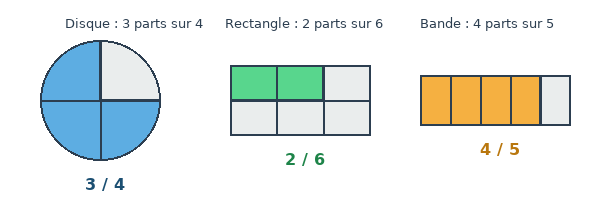 Disque : 3 parts sur 4
Rectangle : 2 parts sur 6
Bande : 4 parts sur 5
3 / 4
2 / 6
4 / 5